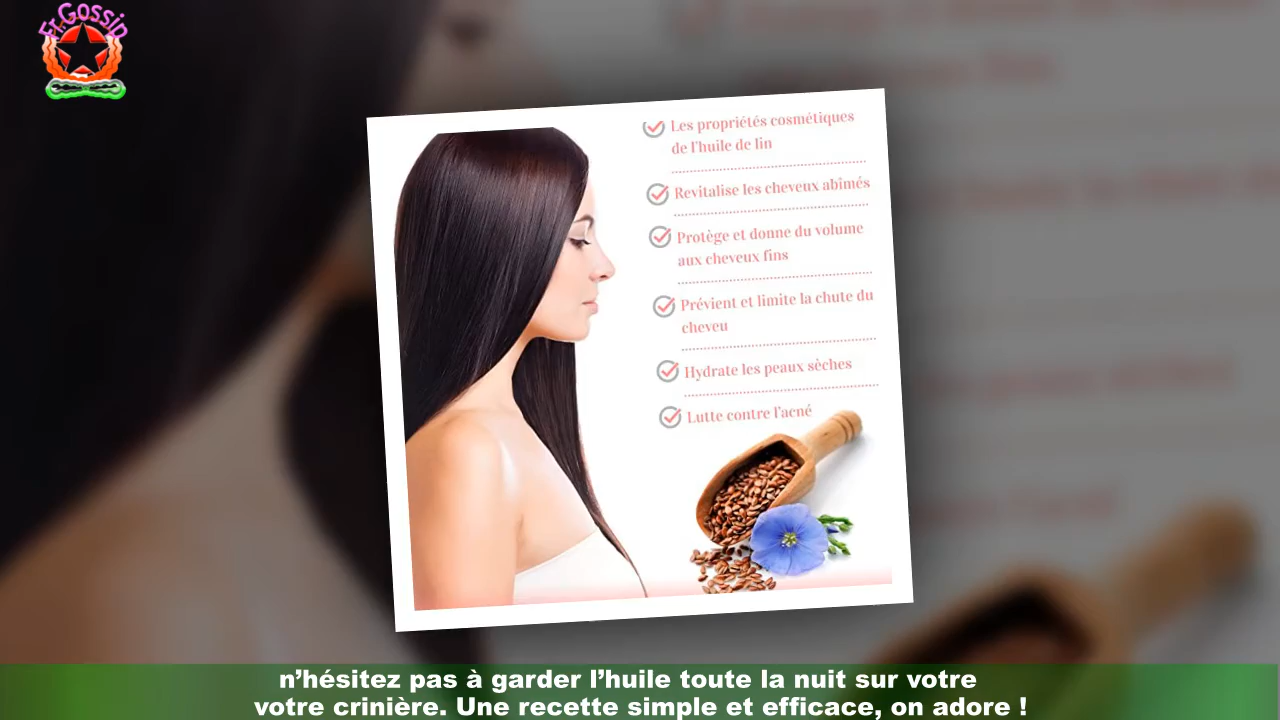 Fr.Gossip
Les propriétés cosmétiques
de l'huile de lin
Revitalise les cheveux abîmés
Protège et donne du volume
aux cheveux fins
Prévient et limite la chute du
cheveu
Hydrate les peaux sèches
Lutte contre l'acné
n’hésitez pas à garder l’huile toute la nuit sur votre
votre crinière. Une recette simple et efficace, on adore !